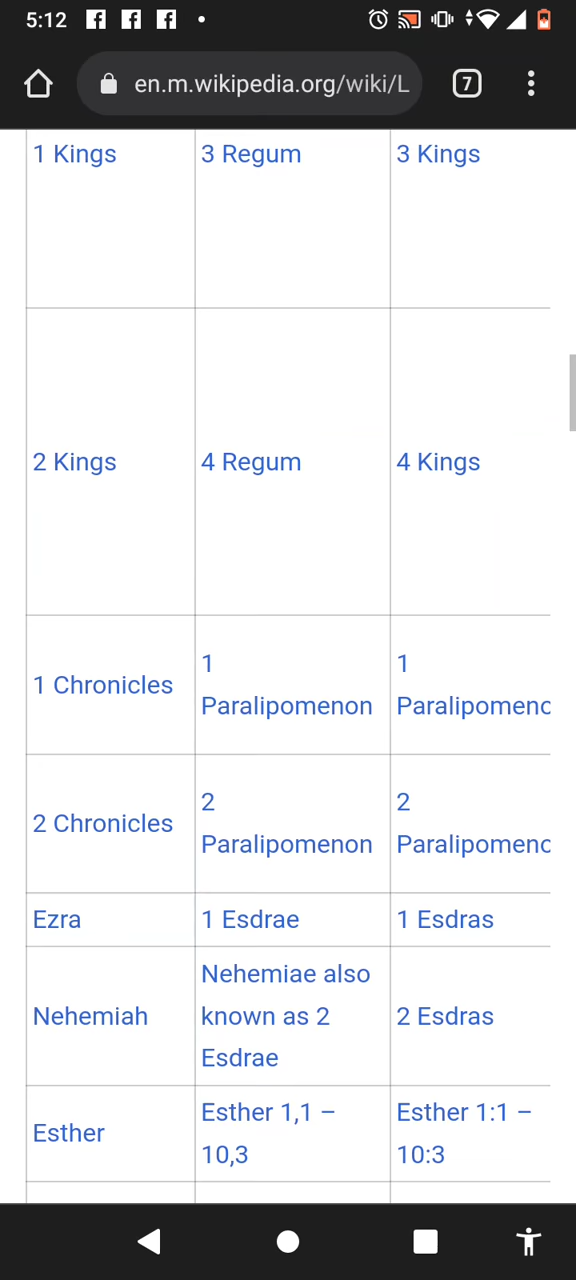 5:12
en.m.wikipedia.org/wiki/L
7
1 Kings
3 Regum
3 Kings
2 Kings
4 Regum
4 Kings
1 Chronicles
1
Paralipomenon
1
Paralipomenc
2 Chronicles
2
Paralipomenon
2
Paralipomenc
Ezra
1 Esdrae
1 Esdras
Nehemiah
Nehemiae also
known as 2
Esdrae
2 Esdras
Esther
Esther 1,1 –
10,3
Esther 1:1 –
10:3